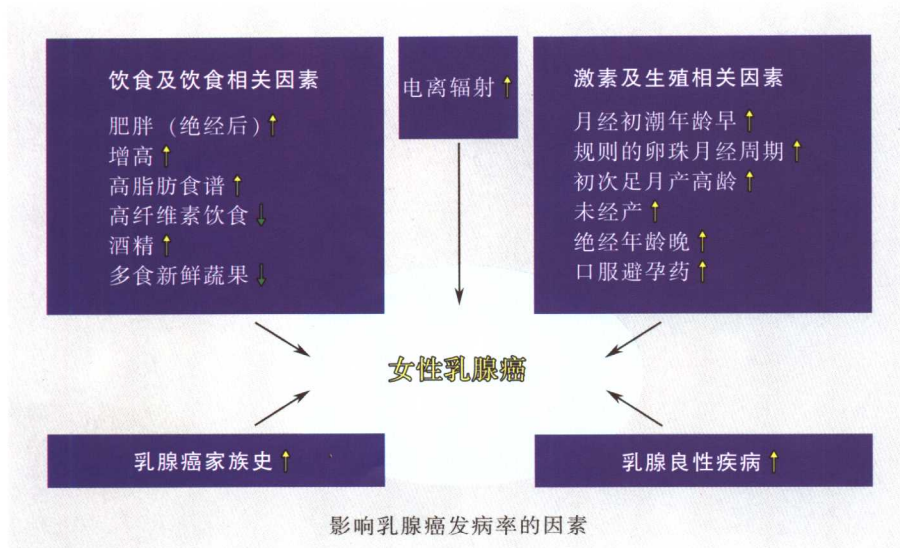 饮食及饮食相关因素
肥胖（绝经后）↑
增高↑
高脂肪食谱↑
高纤维素饮食↓
酒精↑
多食新鲜蔬果↓
电离辐射↑
激素及生殖相关因素
月经初潮年龄早↑
规则的卵珠月经周期↑
初次足月产高龄↑
未经产↑
绝经年龄晚↑
口服避孕药↑
女性乳腺癌
乳腺癌家族史↑
乳腺良性疾病↑
影响乳腺癌发病率的因素